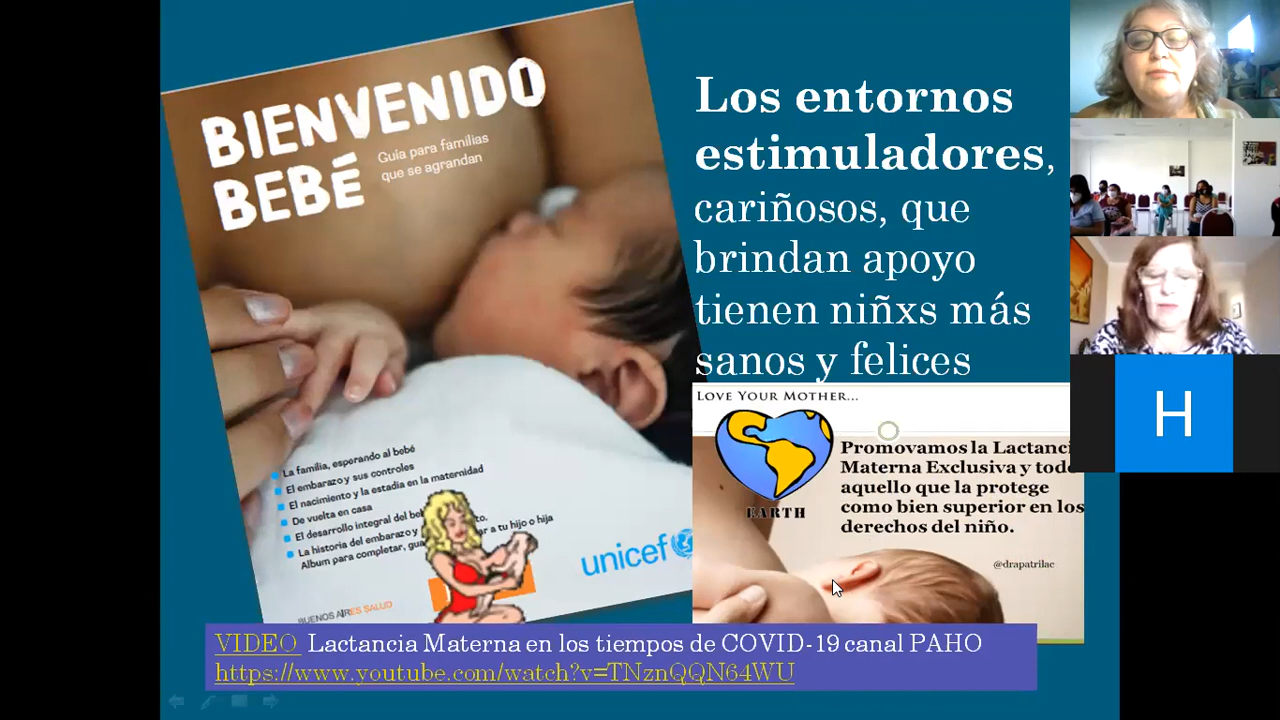 BIENVENIDO
BEBÉ
Guía para familias
que se agrandan
La familia, esperando al bebé
El embarazo y sus controles
El nacimiento y la estadía en la maternidad
De vuelta en casa
El desarrollo integral del
La historia del embarazo y
a tu hijo o hija
Album para completar,
unicef
BUENOS AIRES SALUD
Los entornos
estimuladores,
cariñosos, que
brindan apoyo
tienen niñxs más
sanos y felices
LOVE YOUR MOTHER...
EARTH
Promovamos la Lactanci
Materna Exclusiva y tod
aquello que la protege
como bien superior en los
derechos del niño.
@drapatrilac
VIDEO Lactancia Materna en los tiempos de COVID-19 canal PAHO
https://www.youtube.com/watch?v=TNznQQN64WU
H